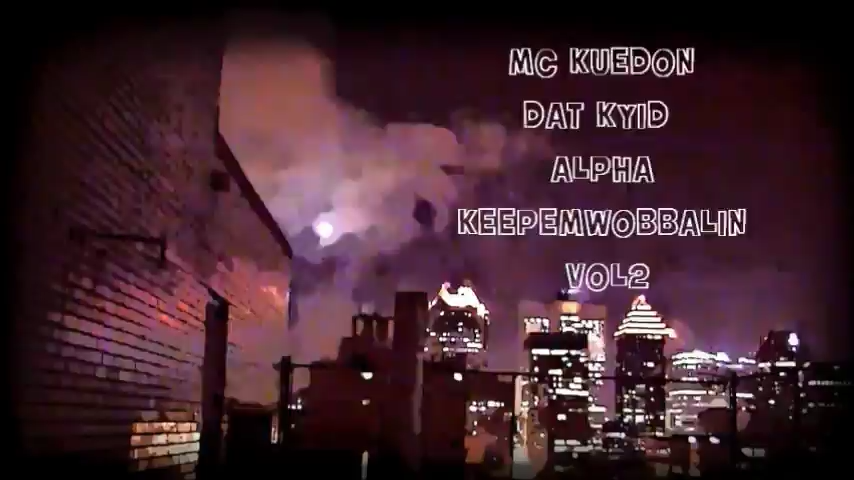 MC KUEDON
DAT KYID
ALPHA
KEEPEMWOBBALIN
VOL2